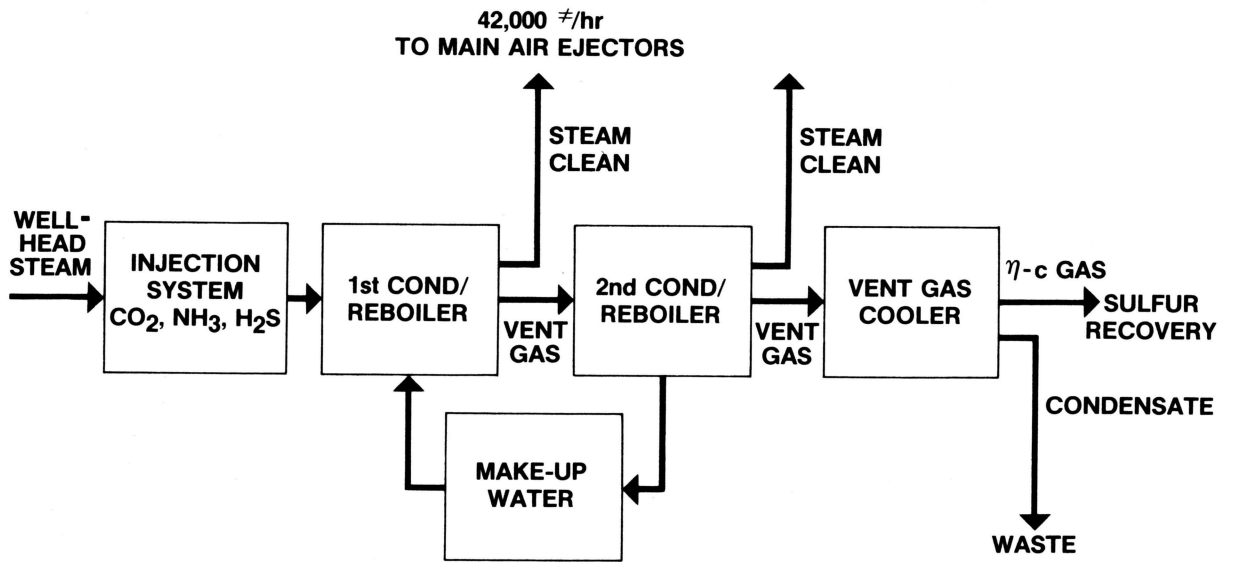 42,000 ≠/hr
TO MAIN AIR EJECTORS
STEAM
CLEAN
STEAM
CLEAN
WELL-
HEAD
STEAM
INJECTION
SYSTEM
CO₂, NH₃, H₂S
1st COND/
REBOILER
VENT
GAS
2nd COND/
REBOILER
VENT
GAS
VENT GAS
COOLER
η-c GAS
SULFUR
RECOVERY
CONDENSATE
MAKE-UP
WATER
WASTE